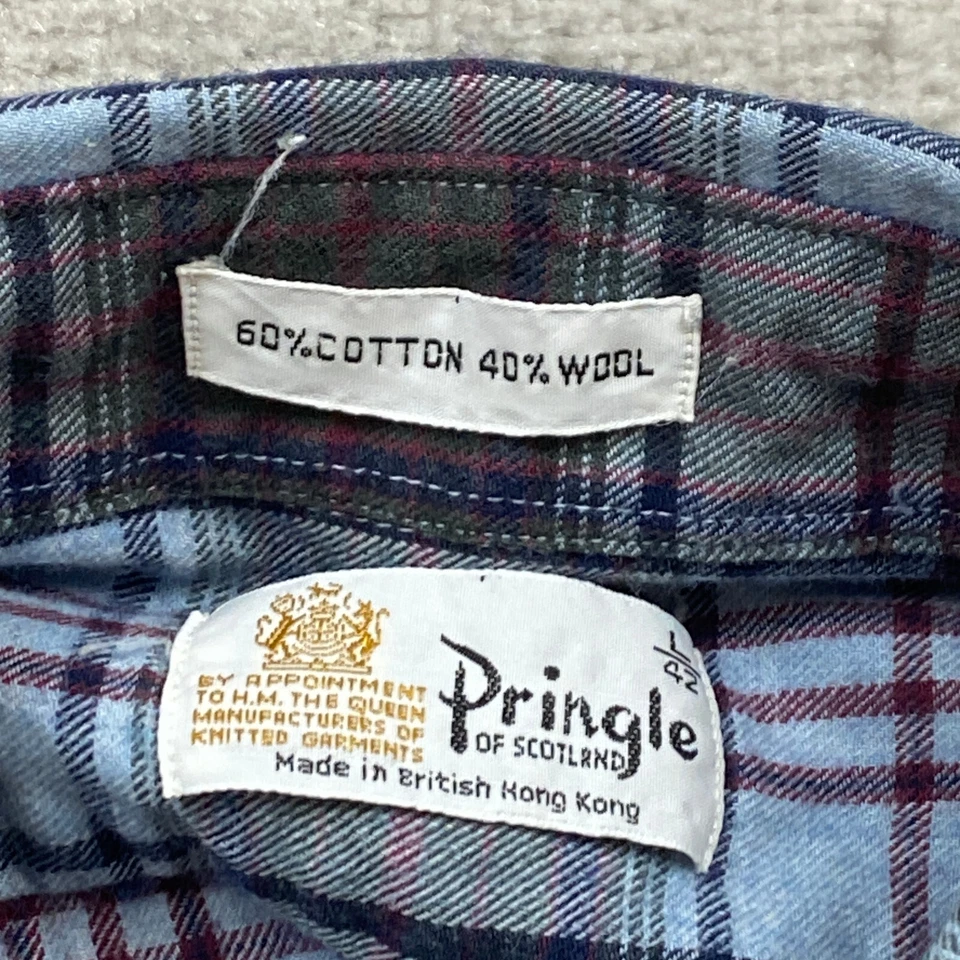 60% COTTON 40% WOOL
BY APPOINTMENT
TO H.M. THE QUEEN
MANUFACTURERS OF
KNITTED GARMENTS
Pringle
OF SCOTLAND
L
42
Made in British Hong Kong